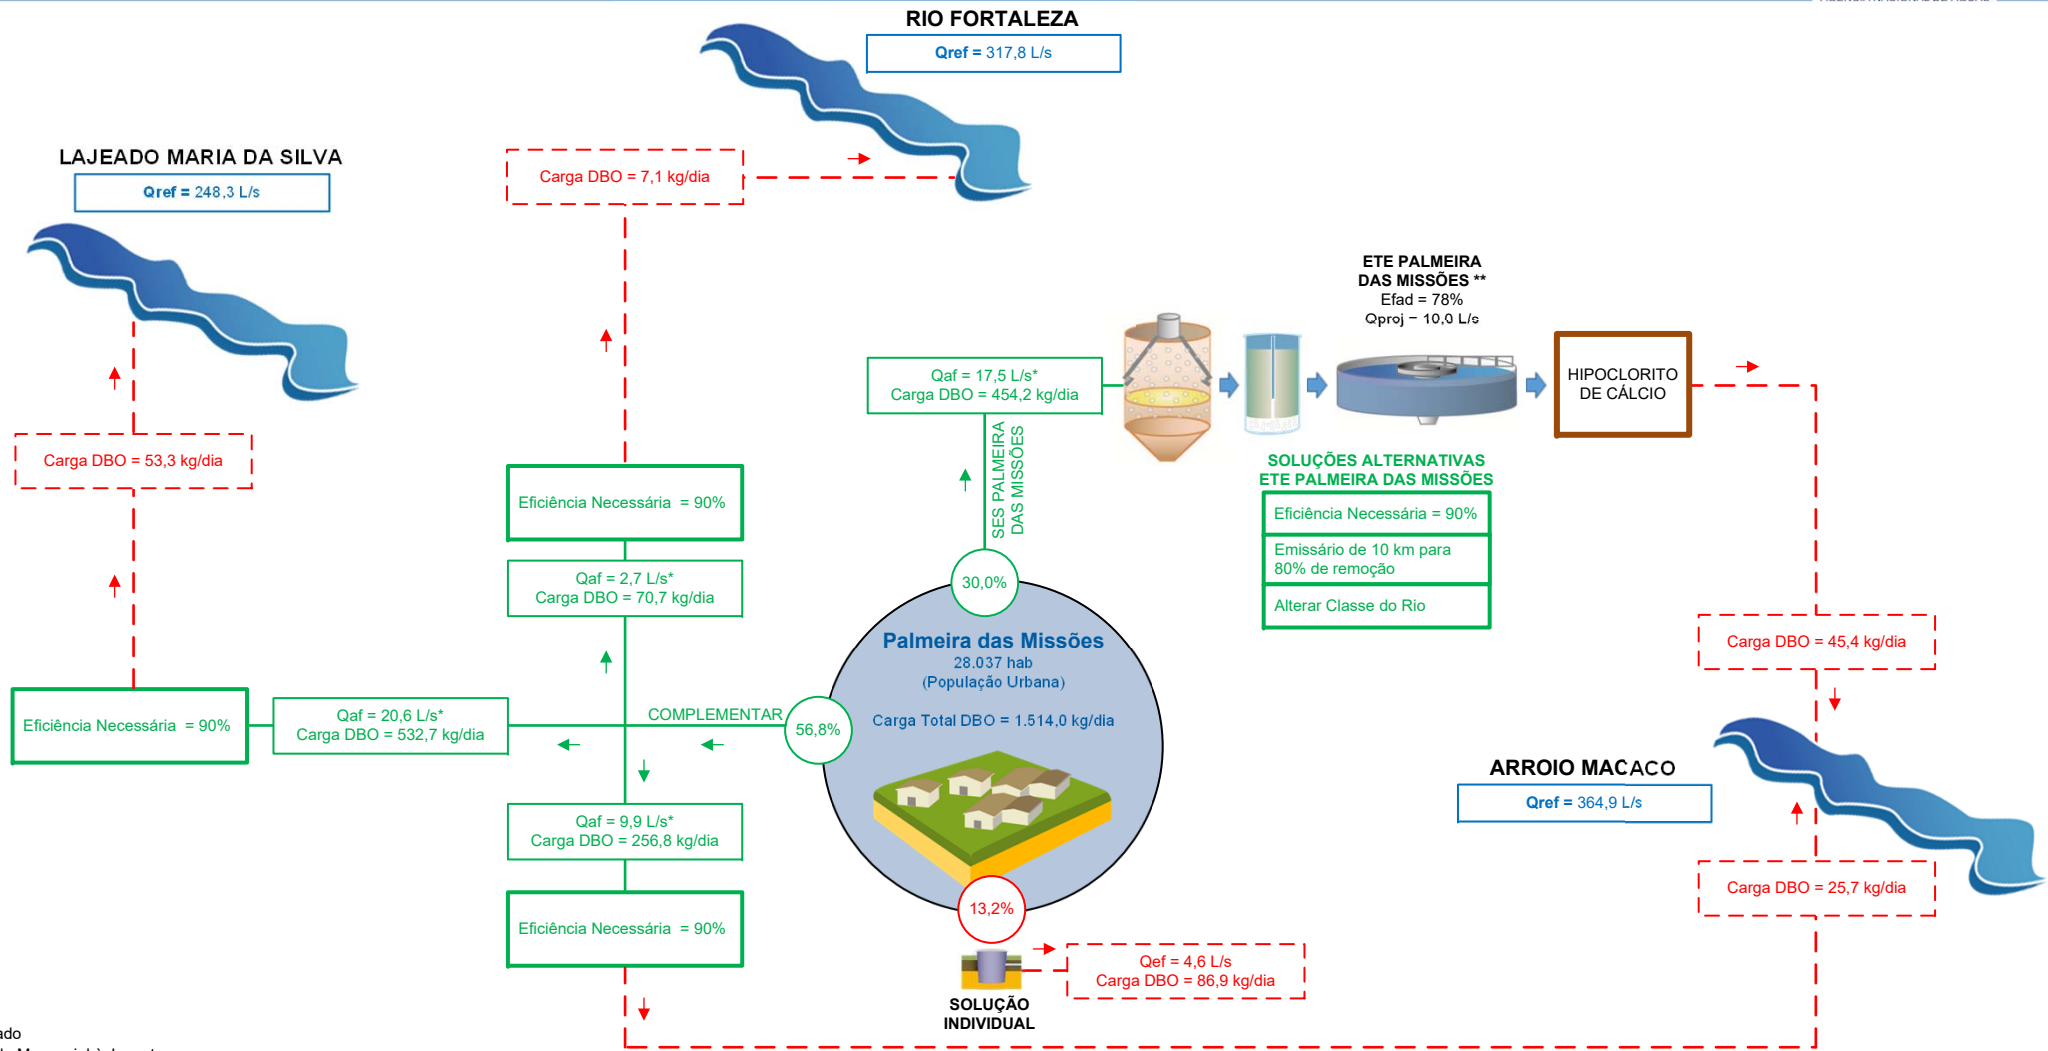 RIO FORTALEZA
Qref = 317,8 L/s
LAJEADO MARIA DA SILVA
Qref = 248,3 L/s
Carga DBO = 7,1 kg/dia
ETE PALMEIRA
DAS MISSÕES **
Efad = 78%
Qproj = 10,0 L/s
HIPOCLORITO
DE CÁLCIO
Qaf = 17,5 L/s*
Carga DBO = 454,2 kg/dia
SES PALMEIRA
DAS MISSÕES
Carga DBO = 53,3 kg/dia
Eficiência Necessária = 90%
SOLUÇÕES ALTERNATIVAS
ETE PALMEIRA DAS MISSÕES
Eficiência Necessária = 90%
Emissário de 10 km para
80% de remoção
Alterar Classe do Rio
Qaf = 2,7 L/s*
Carga DBO = 70,7 kg/dia
30,0%
Palmeira das Missões
28.037 hab
(População Urbana)
Carga Total DBO = 1.514,0 kg/dia
Carga DBO = 45,4 kg/dia
Eficiência Necessária = 90%
Qaf = 20,6 L/s*
Carga DBO = 532,7 kg/dia
COMPLEMENTAR
56,8%
ARROIO MACACO
Qref = 364,9 L/s
Qaf = 9,9 L/s*
Carga DBO = 256,8 kg/dia
Carga DBO = 25,7 kg/dia
Eficiência Necessária = 90%
13,2%
Qef = 4,6 L/s
Carga DBO = 86,9 kg/dia
SOLUÇÃO
INDIVIDUAL